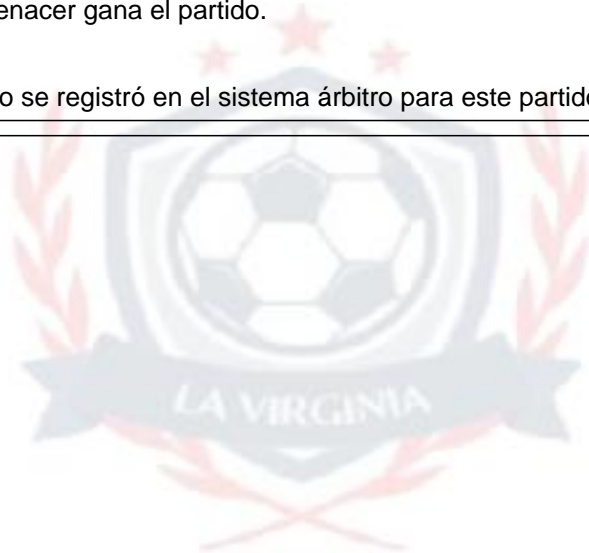 enacer gana el partido.
o se registró en el sistema árbitro para este partid
LA VIRGINIA